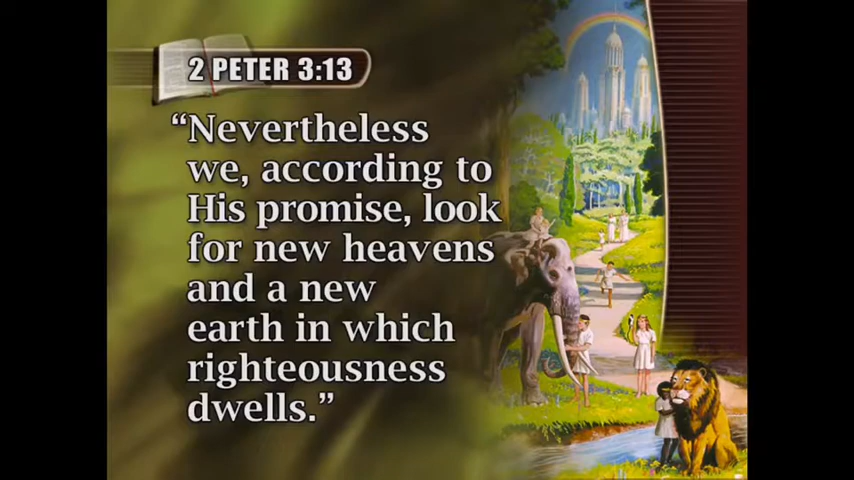 2 PETER 3:13
“Nevertheless
we, according to
His promise, look
for new heavens
and a new
earth in which
righteousness
dwells.”